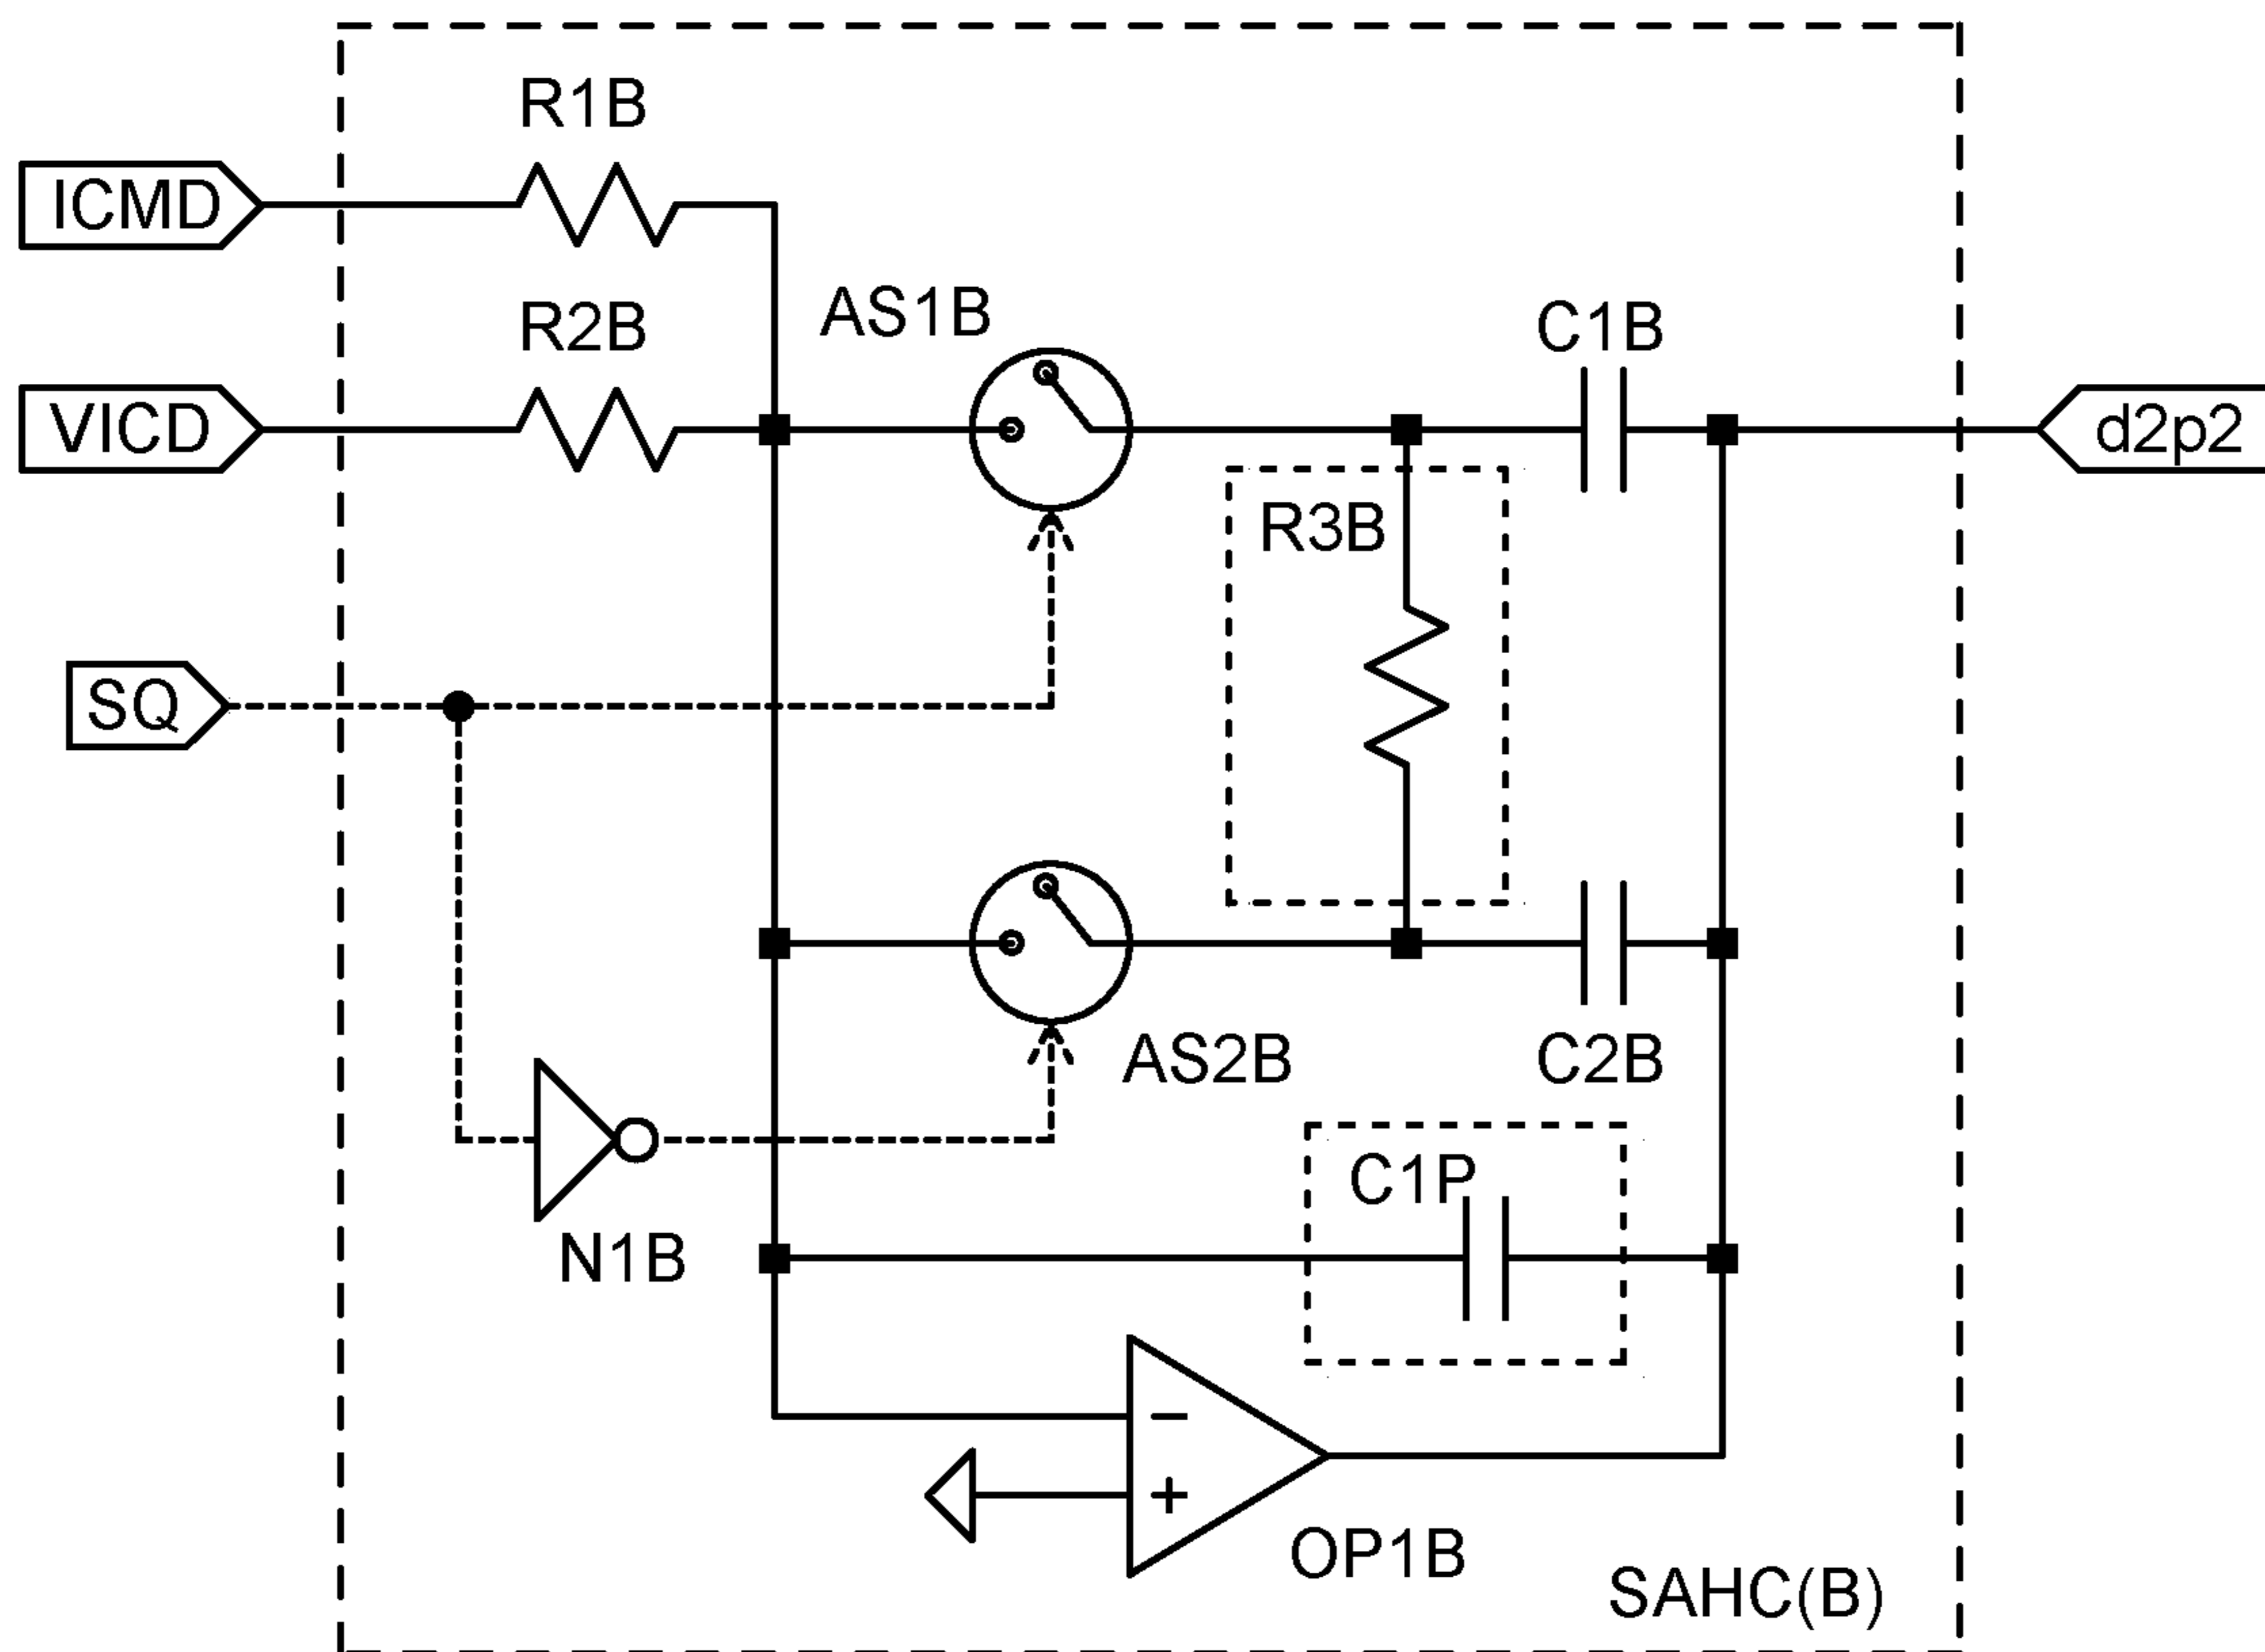 R1B
ICMD
AS1B
R2B
C1B
VICD
d2p2
R3B
SQ
AS2B
C2B
C1P
N1B
−
+
OP1B
SAHC(B)